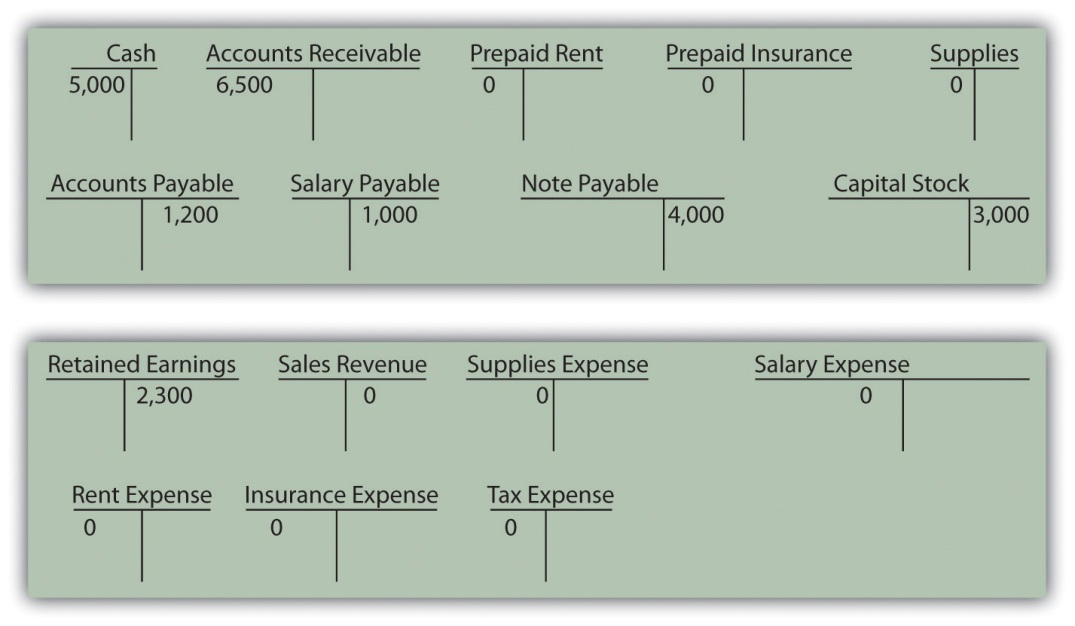 Cash Accounts Receivable Prepaid Rent Prepaid Insurance Supplies
5,000 6,500 0 0 0
Accounts Payable Salary Payable Note Payable Capital Stock
1,200 1,000 4,000 3,000
Retained Earnings Sales Revenue Supplies Expense Salary Expense
2,300 0 0 0
Rent Expense Insurance Expense Tax Expense
0 0 0